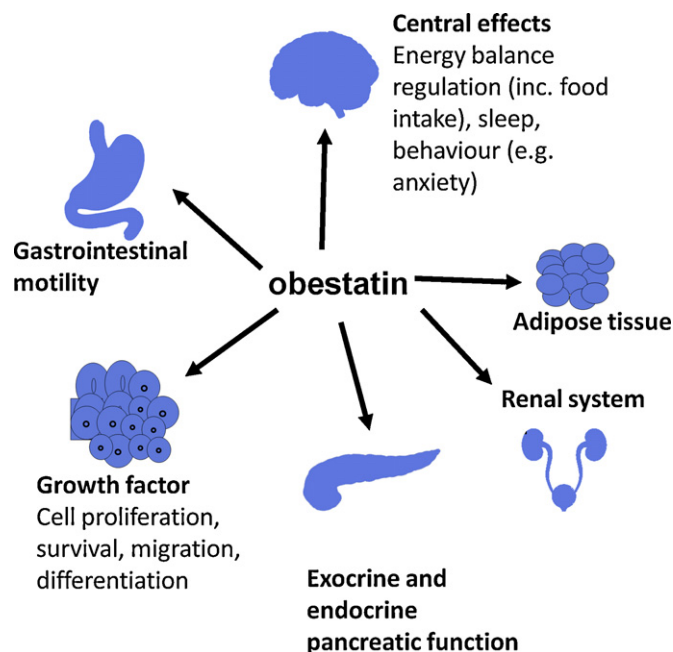 Central effects
Energy balance
regulation (inc. food
intake), sleep,
behaviour (e.g.
anxiety)
Gastrointestinal
motility
obestatin
Adipose tissue
Renal system
Growth factor
Cell proliferation,
survival, migration,
differentiation
Exocrine and
endocrine
pancreatic function